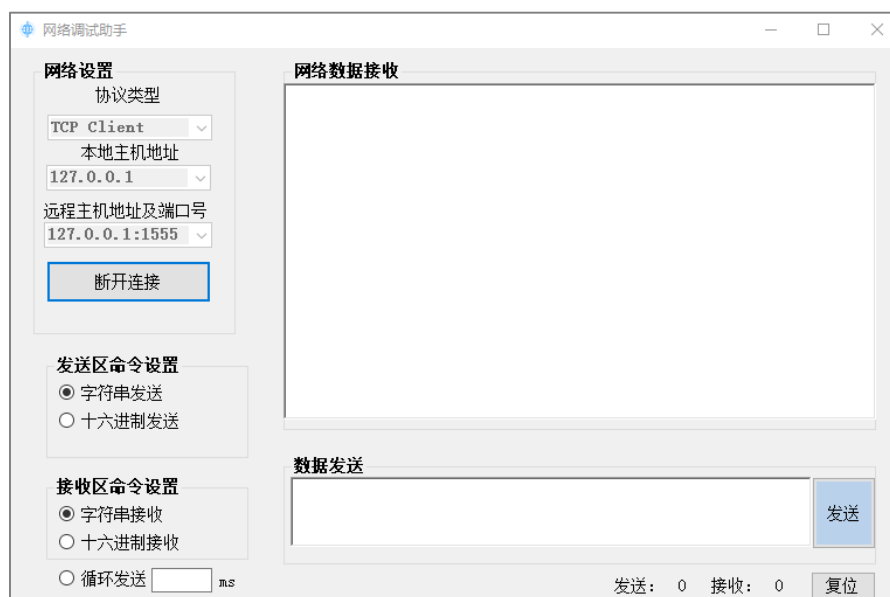 网络调试助手
网络设置
协议类型
TCP Client
本地主机地址
127.0.0.1
远程主机地址及端口号
127.0.0.1:1555
断开连接
发送区命令设置
字符串发送
十六进制发送
接收区命令设置
字符串接收
十六进制接收
循环发送 ms
网络数据接收
数据发送
发送
发送： 0 接收： 0 复位